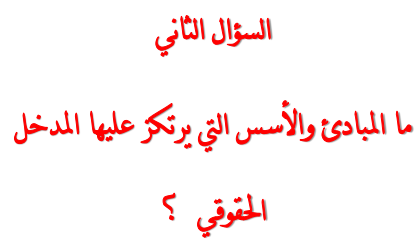 السؤال الثاني
ما المبادئ والأسس التي يرتكز عليها المدخل
الحقوقي ؟